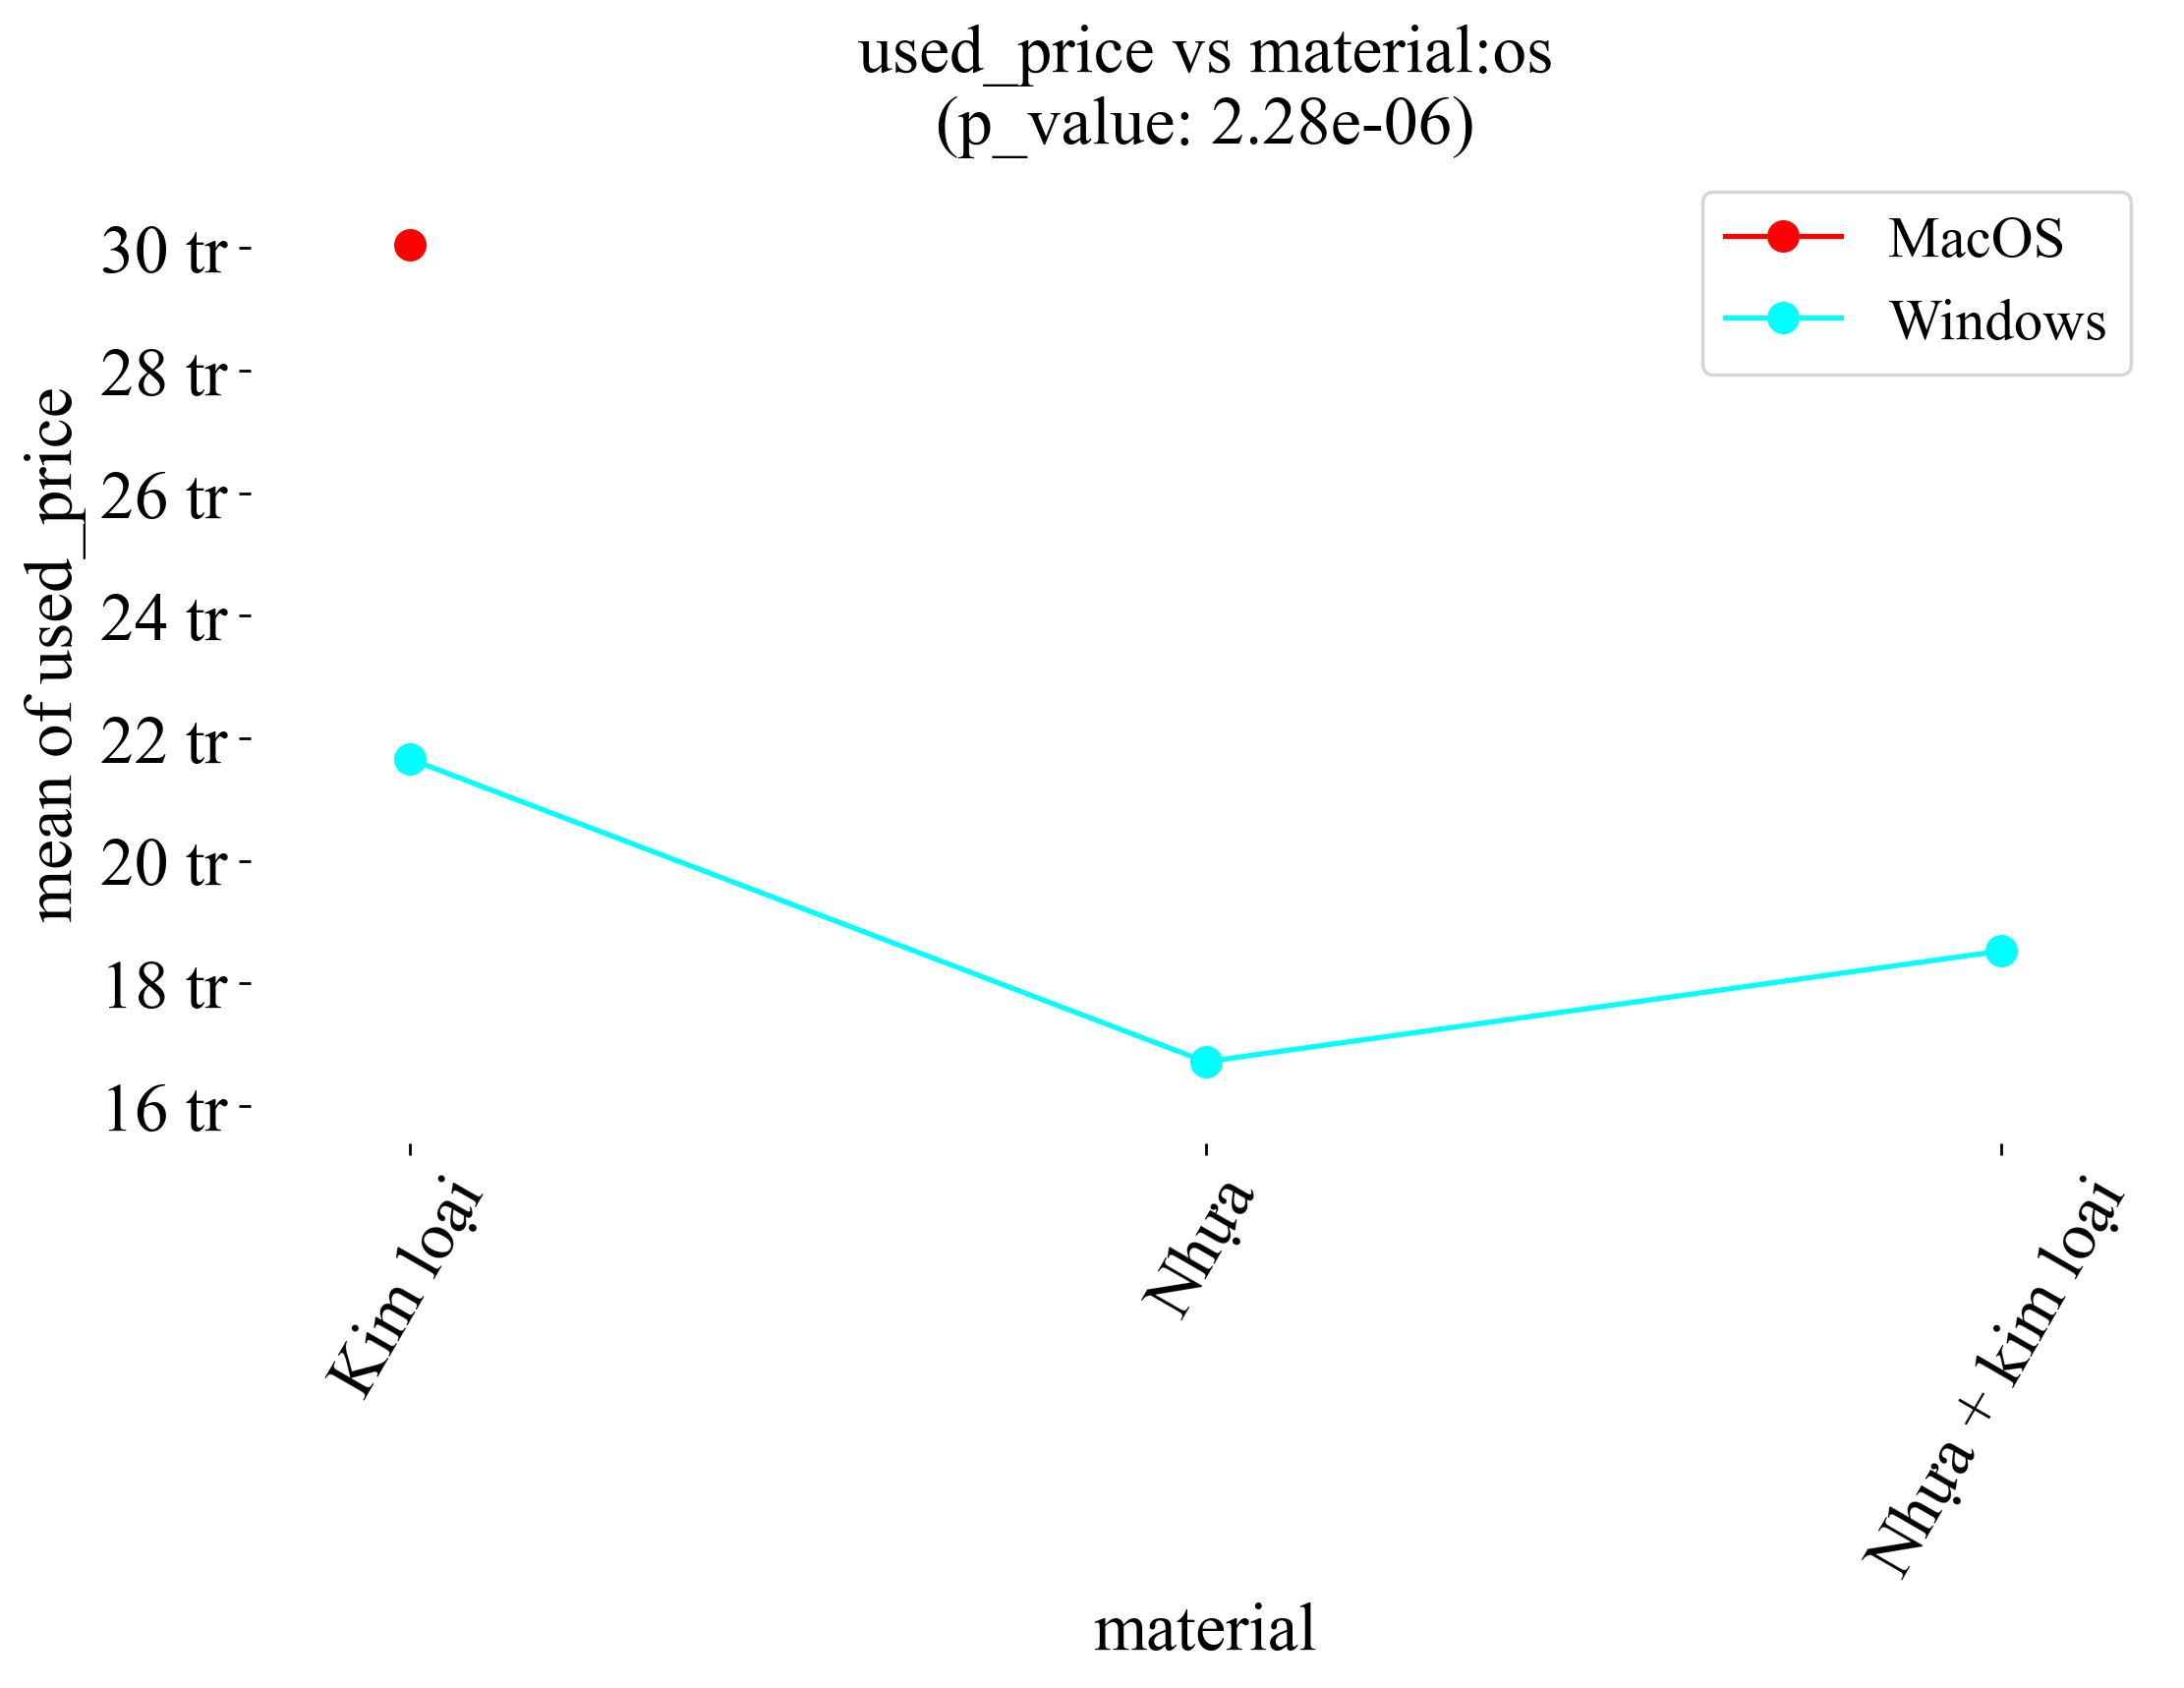 used_price vs material:os
(p_value: 2.28e-06)
MacOS
Windows
mean of used_price
30 tr
28 tr
26 tr
24 tr
22 tr
20 tr
18 tr
16 tr
Kim loại
Nhựa
Nhựa + kim loại
material